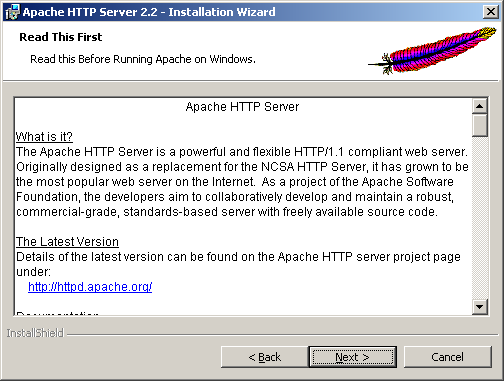 Apache HTTP Server 2.2 - Installation Wizard
Read This First
Read this Before Running Apache on Windows.
Apache HTTP Server
What is it?
The Apache HTTP Server is a powerful and flexible HTTP/1.1 compliant web server.
Originally designed as a replacement for the NCSA HTTP Server, it has grown to be
the most popular web server on the Internet.  As a project of the Apache Software
Foundation, the developers aim to collaboratively develop and maintain a robust,
commercial-grade, standards-based server with freely available source code.
The Latest Version
Details of the latest version can be found on the Apache HTTP server project page
under:
http://httpd.apache.org/
Documentation
InstallShield
< Back
Next >
Cancel